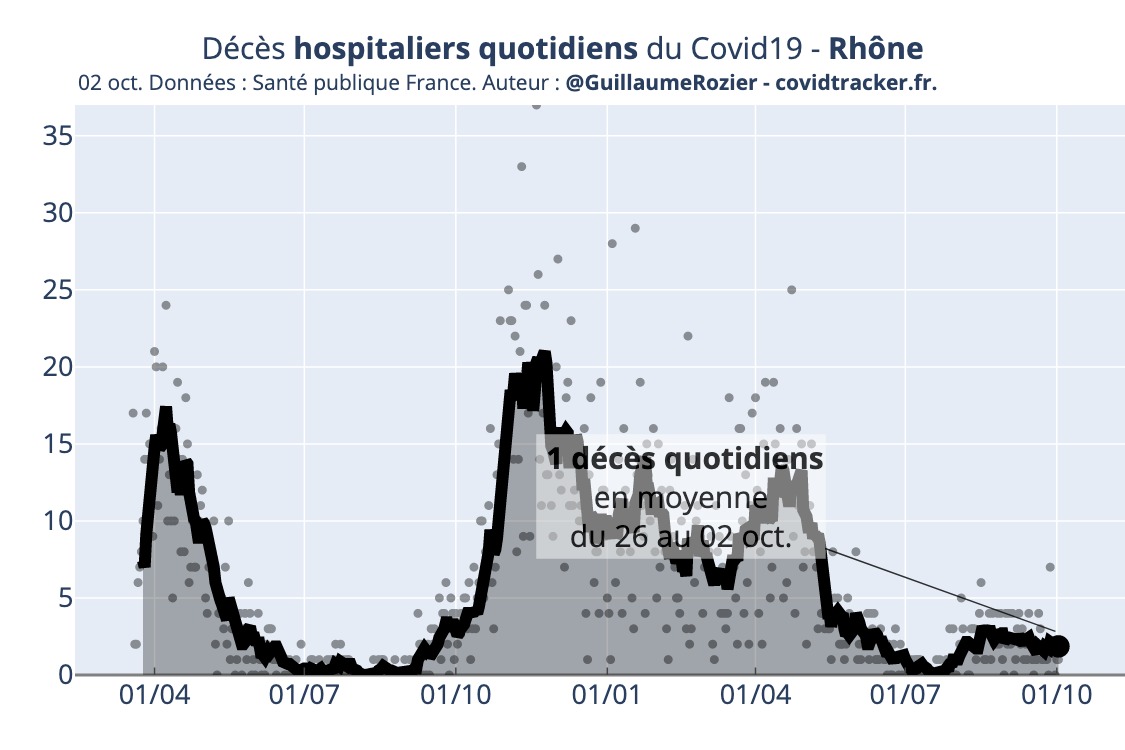 Décès hospitaliers quotidiens du Covid19 - Rhône
02 oct. Données : Santé publique France. Auteur : @GuillaumeRozier - covidtracker.fr.
35
30
25
20
15
10
5
0
1 décès quotidiens
en moyenne
du 26 au 02 oct.
01/04 01/07 01/10 01/01 01/04 01/07 01/10